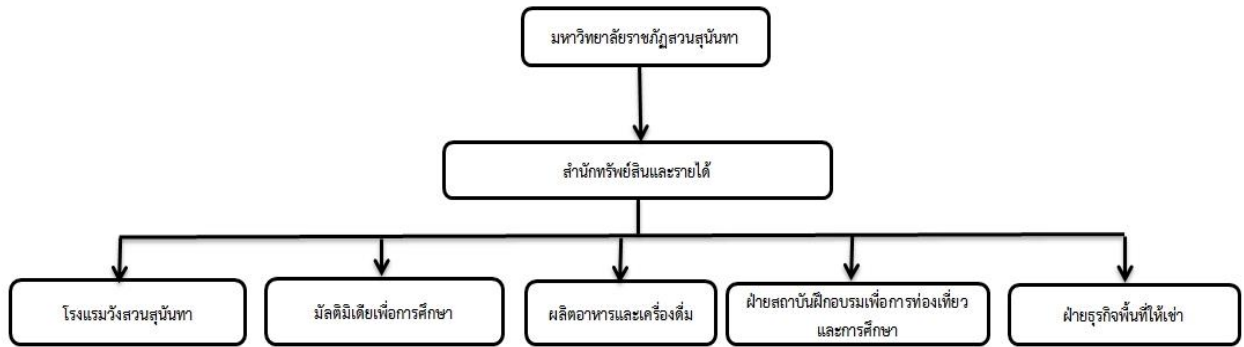 มหาวิทยาลัยราชภัฏสวนสุนันทา
สำนักทรัพย์สินและรายได้
โรงแรมวังสวนสุนันทา
มัลติมิเดียเพื่อการศึกษา
ผลิตอาหารและเครื่องดื่ม
ฝ่ายสถาบันฝึกอบรมเพื่อการท่องเที่ยว
และการศึกษา
ฝ่ายธุรกิจพื้นที่ให้เช่า